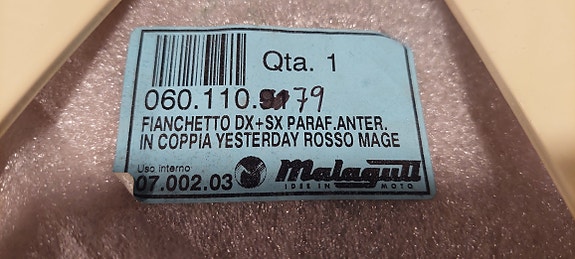 Qta. 1
060.110. 79
FIANCHETTO DX+SX PARAF.ANTER.
IN COPPIA YESTERDAY ROSSO MAGE
Uso interno
07.002.03
Malaguti
IDEE IN MOTO